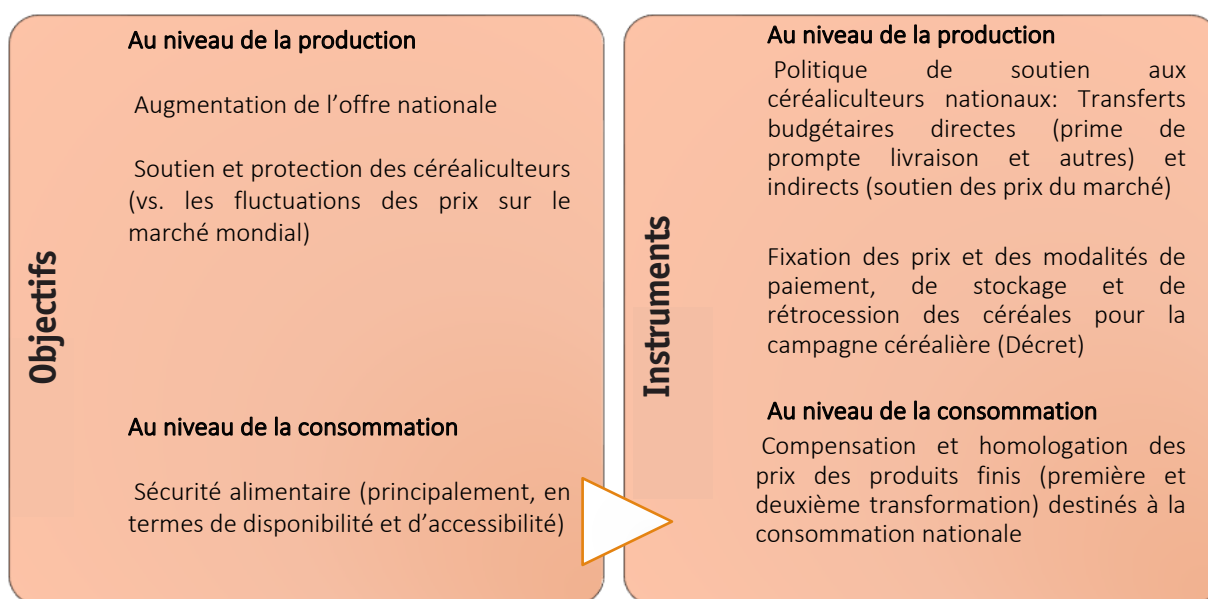 Objectifs
Au niveau de la production
Augmentation de l’offre nationale
Soutien et protection des céréaliculteurs
(vs. les fluctuations des prix sur le
marché mondial)
Au niveau de la consommation
Sécurité alimentaire (principalement, en
termes de disponibilité et d’accessibilité)
Instruments
Au niveau de la production
Politique de soutien aux
céréaliculteurs nationaux: Transferts
budgétaires directes (prime de
prompte livraison et autres) et
indirects (soutien des prix du marché)
Fixation des prix et des modalités de
paiement, de stockage et de
rétrocession des céréales pour la
campagne céréalière (Décret)
Au niveau de la consommation
Compensation et homologation des
prix des produits finis (première et
deuxième transformation) destinés à la
consommation nationale